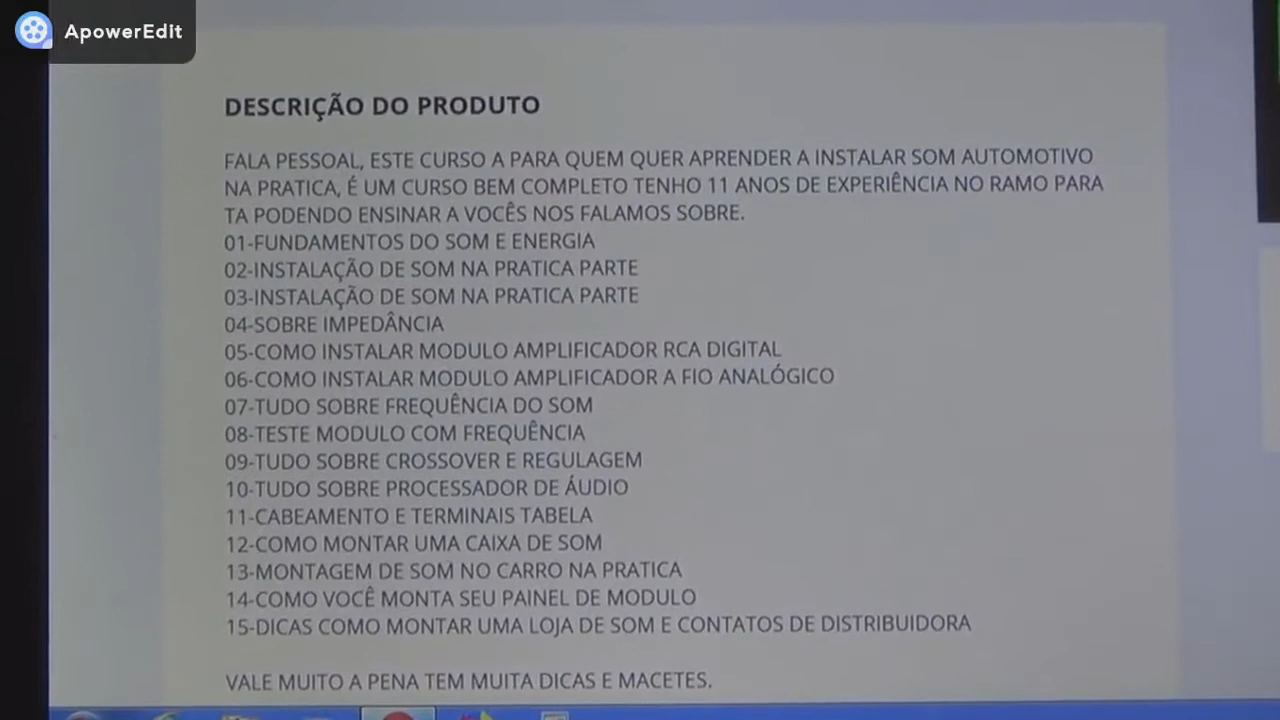 ApowerEdit
DESCRIÇÃO DO PRODUTO
FALA PESSOAL, ESTE CURSO A PARA QUEM QUER APRENDER A INSTALAR SOM AUTOMOTIVO
NA PRATICA, É UM CURSO BEM COMPLETO TENHO 11 ANOS DE EXPERIÊNCIA NO RAMO PARA
TA PODENDO ENSINAR A VOCÊS NOS FALAMOS SOBRE.
01-FUNDAMENTOS DO SOM E ENERGIA
02-INSTALAÇÃO DE SOM NA PRATICA PARTE
03-INSTALAÇÃO DE SOM NA PRATICA PARTE
04-SOBRE IMPEDÂNCIA
05-COMO INSTALAR MODULO AMPLIFICADOR RCA DIGITAL
06-COMO INSTALAR MODULO AMPLIFICADOR A FIO ANALÓGICO
07-TUDO SOBRE FREQUÊNCIA DO SOM
08-TESTE MODULO COM FREQUÊNCIA
09-TUDO SOBRE CROSSOVER E REGULAGEM
10-TUDO SOBRE PROCESSADOR DE ÁUDIO
11-CABEAMENTO E TERMINAIS TABELA
12-COMO MONTAR UMA CAIXA DE SOM
13-MONTAGEM DE SOM NO CARRO NA PRATICA
14-COMO VOCÊ MONTA SEU PAINEL DE MODULO
15-DICAS COMO MONTAR UMA LOJA DE SOM E CONTATOS DE DISTRIBUIDORA
VALE MUITO A PENA TEM MUITA DICAS E MACETES.